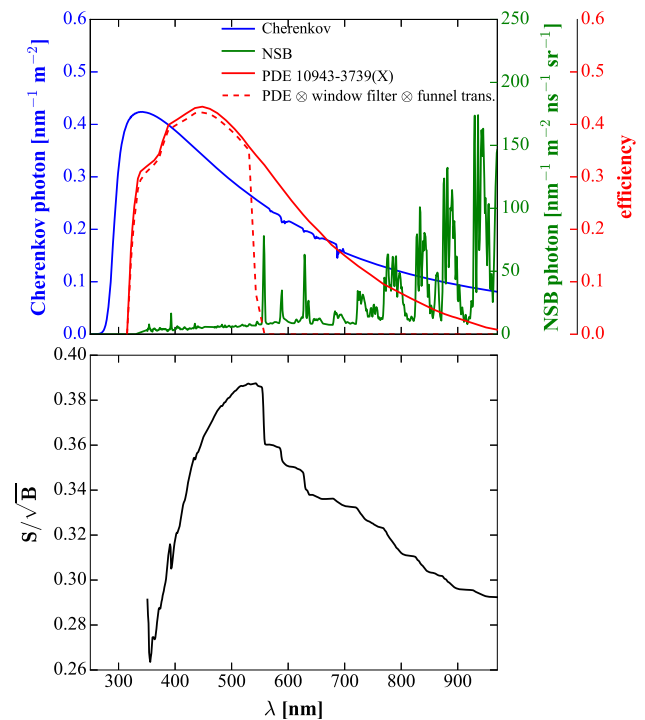 0.6
0.5
0.4
0.3
0.2
0.1
0.0
Cherenkov photon [nm⁻¹ m⁻²]
Cherenkov
NSB
PDE 10943-3739(X)
PDE ⊗ window filter ⊗ funnel trans.
250
200
150
100
50
0
NSB photon [nm⁻¹ m⁻² ns⁻¹ sr⁻¹]
0.6
0.5
0.4
0.3
0.2
0.1
0.0
efficiency
0.40
0.38
0.36
0.34
0.32
0.30
0.28
0.26
S/√B
300 400 500 600 700 800 900
λ [nm]